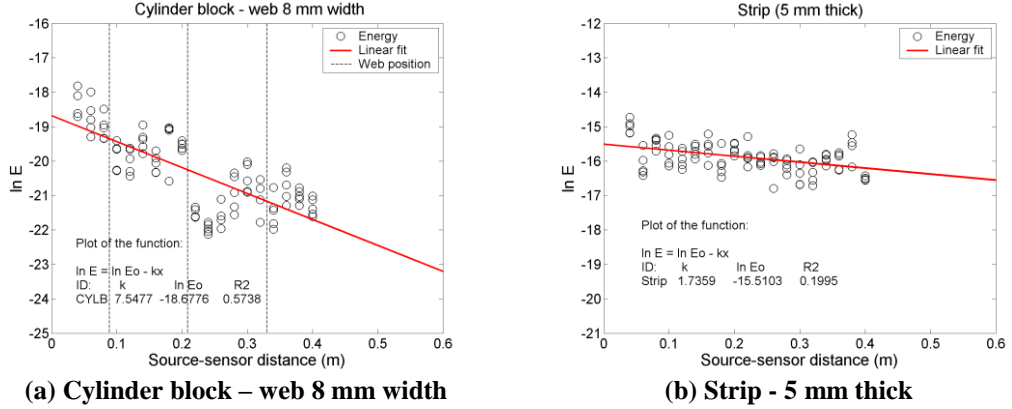 Cylinder block - web 8 mm width
-16
-17
-18
-19
-20
-21
-22
-23
-24
-25
ln E
Energy
Linear fit
Web position
Plot of the function:
ln E = ln Eo - kx
ID: k ln Eo R2
CYLB 7.5477 -18.6776 0.5738
0 0.1 0.2 0.3 0.4 0.5 0.6
Source-sensor distance (m)
(a) Cylinder block – web 8 mm width
Strip (5 mm thick)
-12
-13
-14
-15
-16
-17
-18
-19
-20
-21
ln E
Energy
Linear fit
Plot of the function:
ln E = ln Eo - kx
ID: k ln Eo R2
Strip 1.7359 -15.5103 0.1995
0 0.1 0.2 0.3 0.4 0.5 0.6
Source-sensor distance (m)
(b) Strip - 5 mm thick